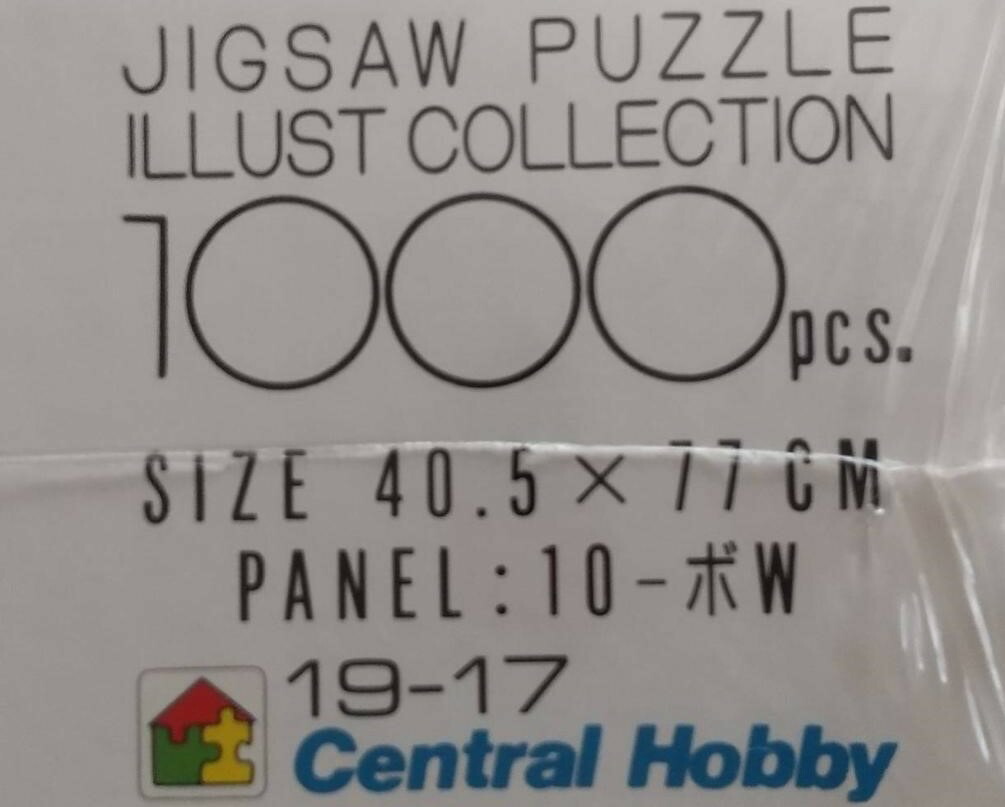 JIGSAW PUZZLE
ILLUST COLLECTION
1000pcs.
SIZE 40.5×77CM
PANEL:10-ボW
19-17
Central Hobby